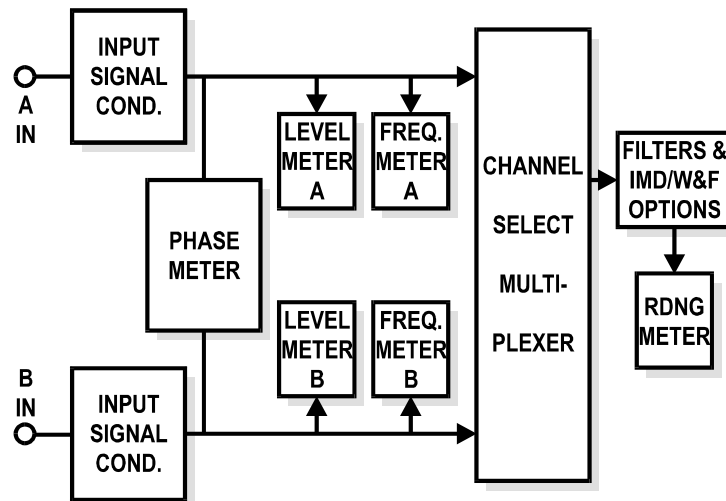 INPUT
SIGNAL
COND.
A
IN
LEVEL
METER
A
FREQ.
METER
A
PHASE
METER
CHANNEL
SELECT
MULTI-
PLEXER
FILTERS &
IMD/W&F
OPTIONS
RDNG
METER
LEVEL
METER
B
FREQ.
METER
B
B
IN
INPUT
SIGNAL
COND.